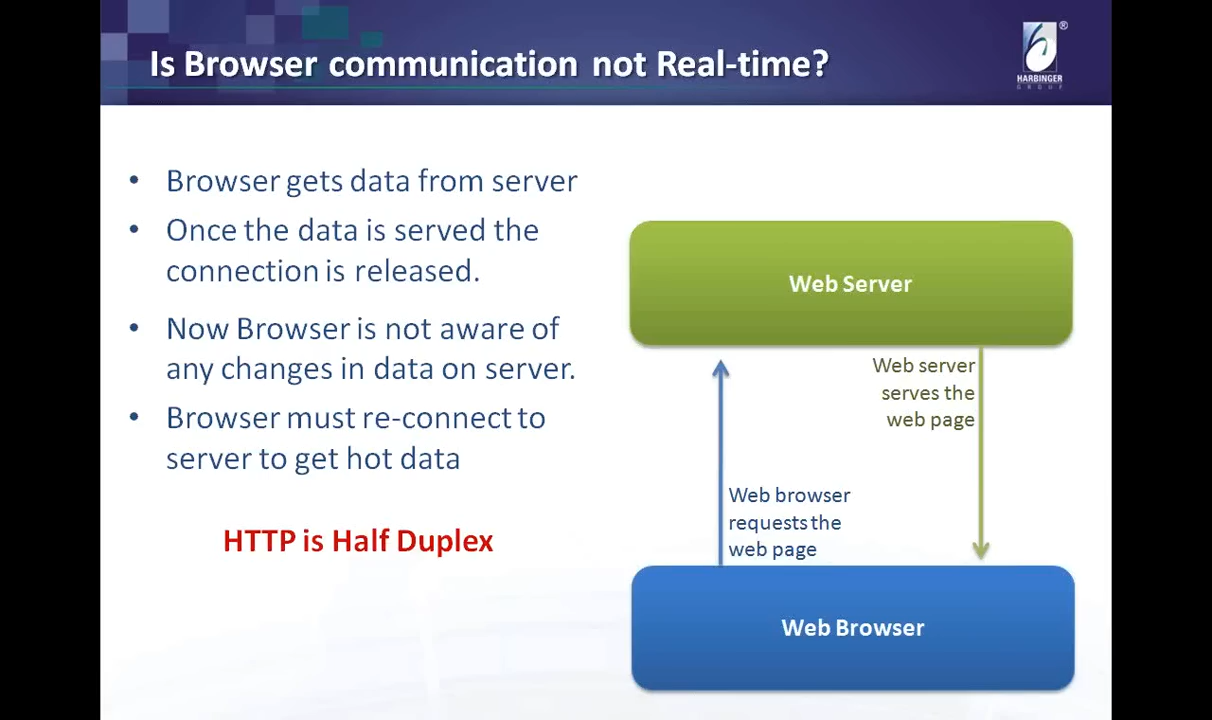 Is Browser communication not Real-time?
®
HARBINGER
GROUP
• Browser gets data from server
• Once the data is served the
connection is released.
• Now Browser is not aware of
any changes in data on server.
• Browser must re-connect to
server to get hot data
HTTP is Half Duplex
Web Server
Web server
serves the
web page
Web browser
requests the
web page
Web Browser